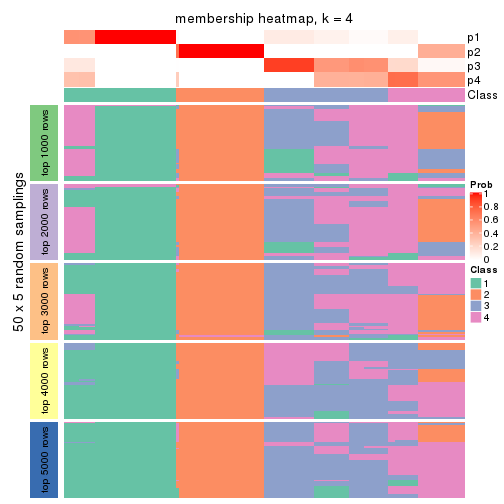 membership heatmap, k = 4
p1
p2
p3
p4
Class
50 x 5 random samplings
top 1000 rows
top 2000 rows
top 3000 rows
top 4000 rows
top 5000 rows
Prob
1
0.8
0.6
0.4
0.2
0
Class
1
2
3
4